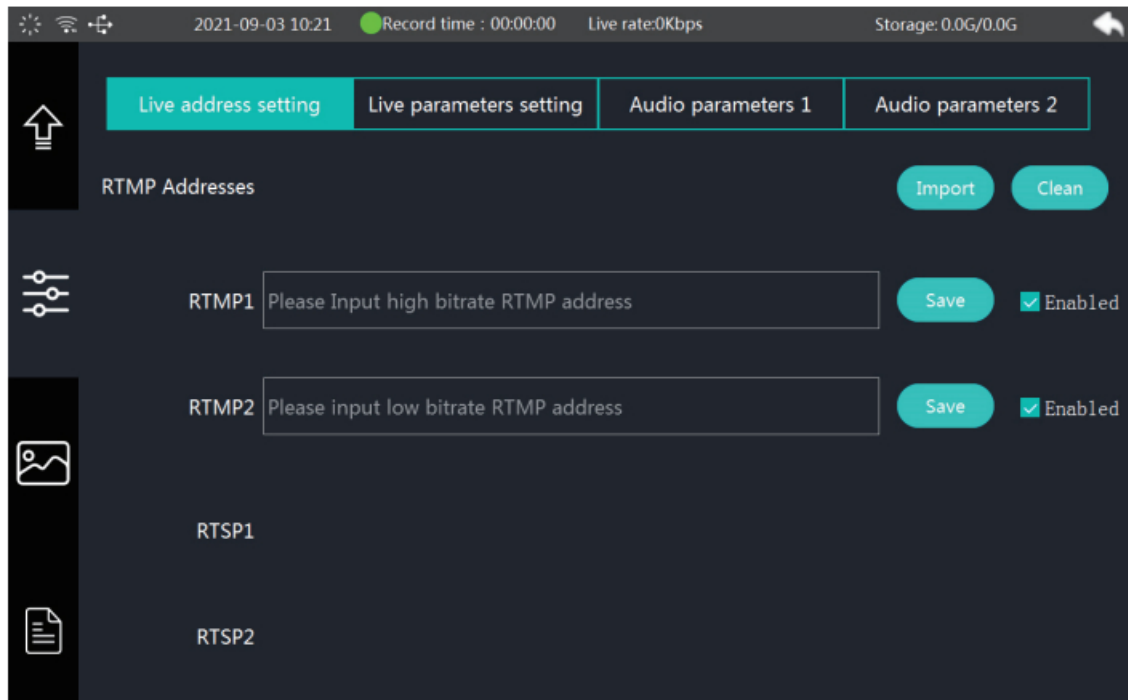 2021-09-03 10:21 Record time : 00:00:00 Live rate:0Kbps Storage: 0.0G/0.0G
Live address setting Live parameters setting Audio parameters 1 Audio parameters 2
RTMP Addresses Import Clean
RTMP1 Please Input high bitrate RTMP address Save Enabled
RTMP2 Please input low bitrate RTMP address Save Enabled
RTSP1
RTSP2